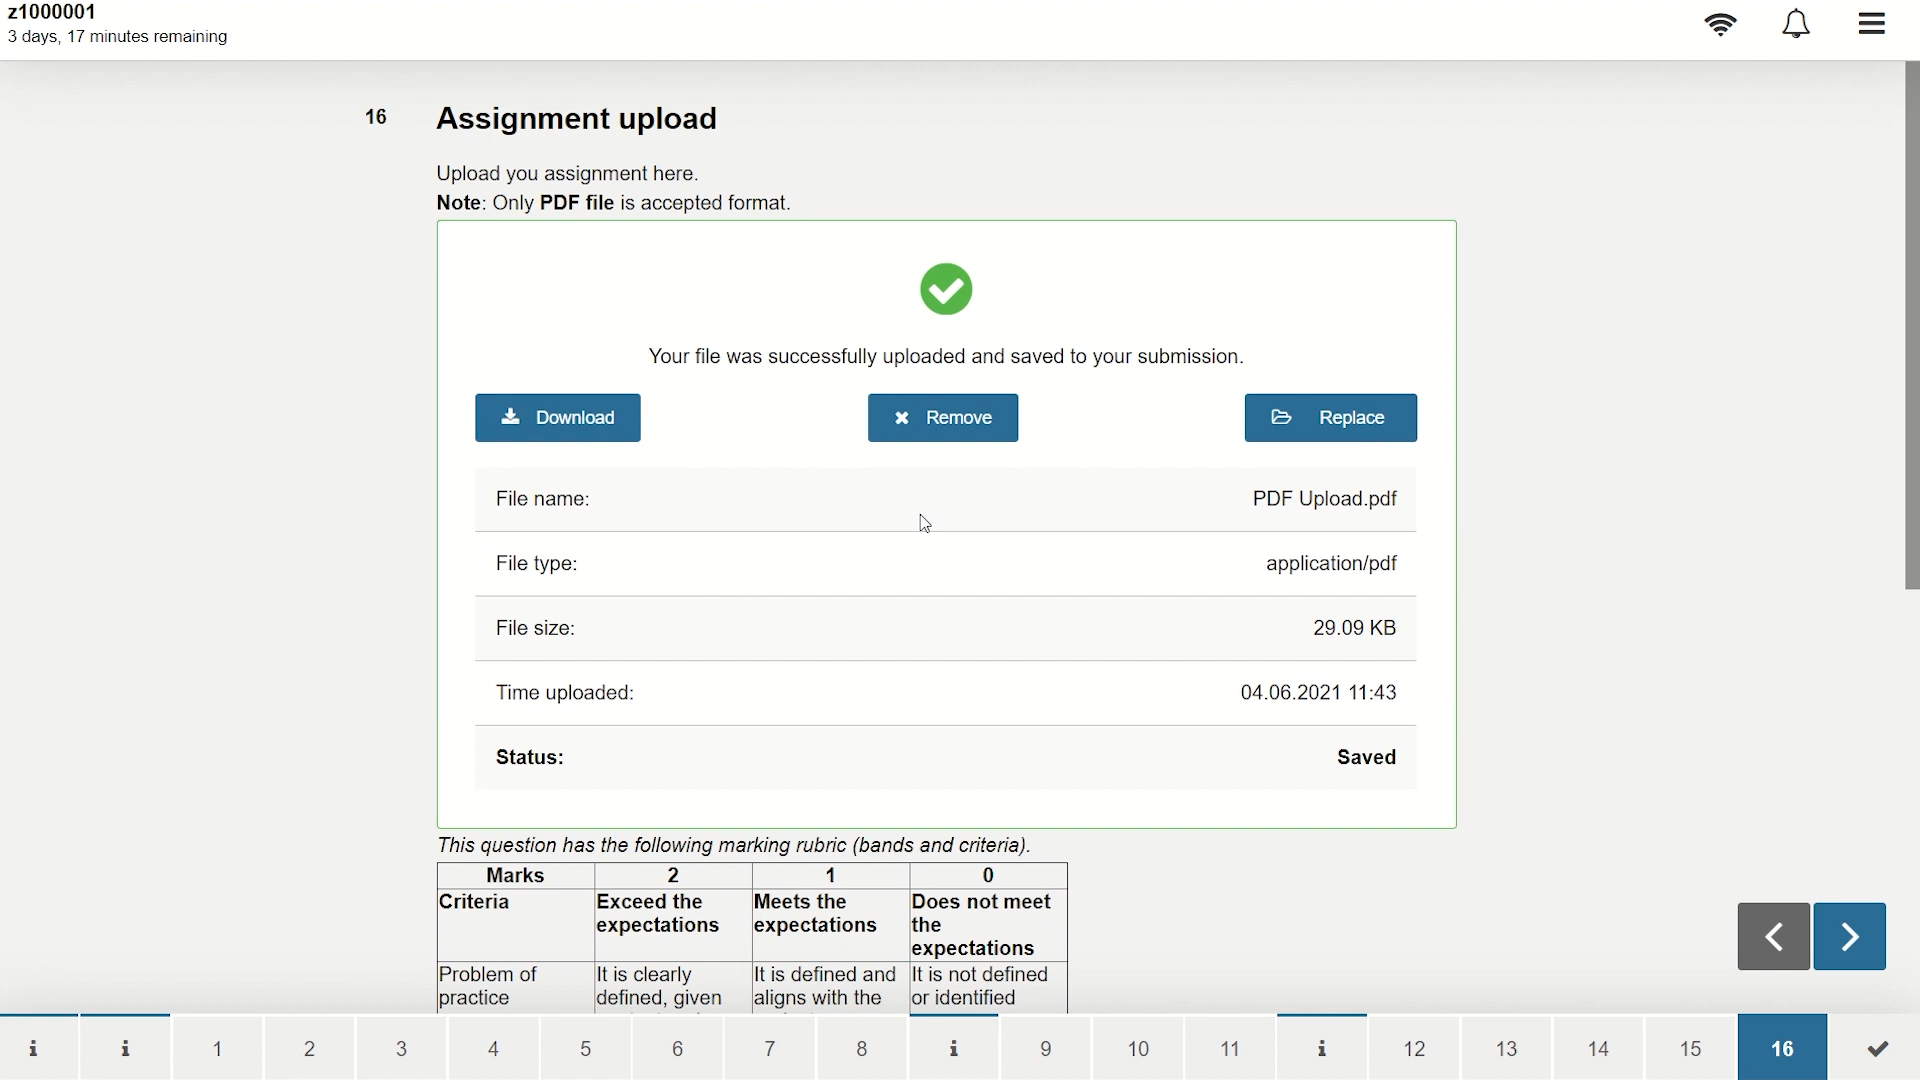 z1000001
3 days, 17 minutes remaining
16 Assignment upload
Upload you assignment here.
Note: Only PDF file is accepted format.
Your file was successfully uploaded and saved to your submission.
Download Remove Replace
File name: PDF Upload.pdf
File type: application/pdf
File size: 29.09 KB
Time uploaded: 04.06.2021 11:43
Status: Saved
This question has the following marking rubric (bands and criteria).
Marks 2 1 0
Criteria Exceed the Meets the Does not meet
expectations expectations the
expectations
Problem of It is clearly It is defined and It is not defined
practice defined, given aligns with the or identified
i i 1 2 3 4 5 6 7 8 i 9 10 11 i 12 13 14 15 16